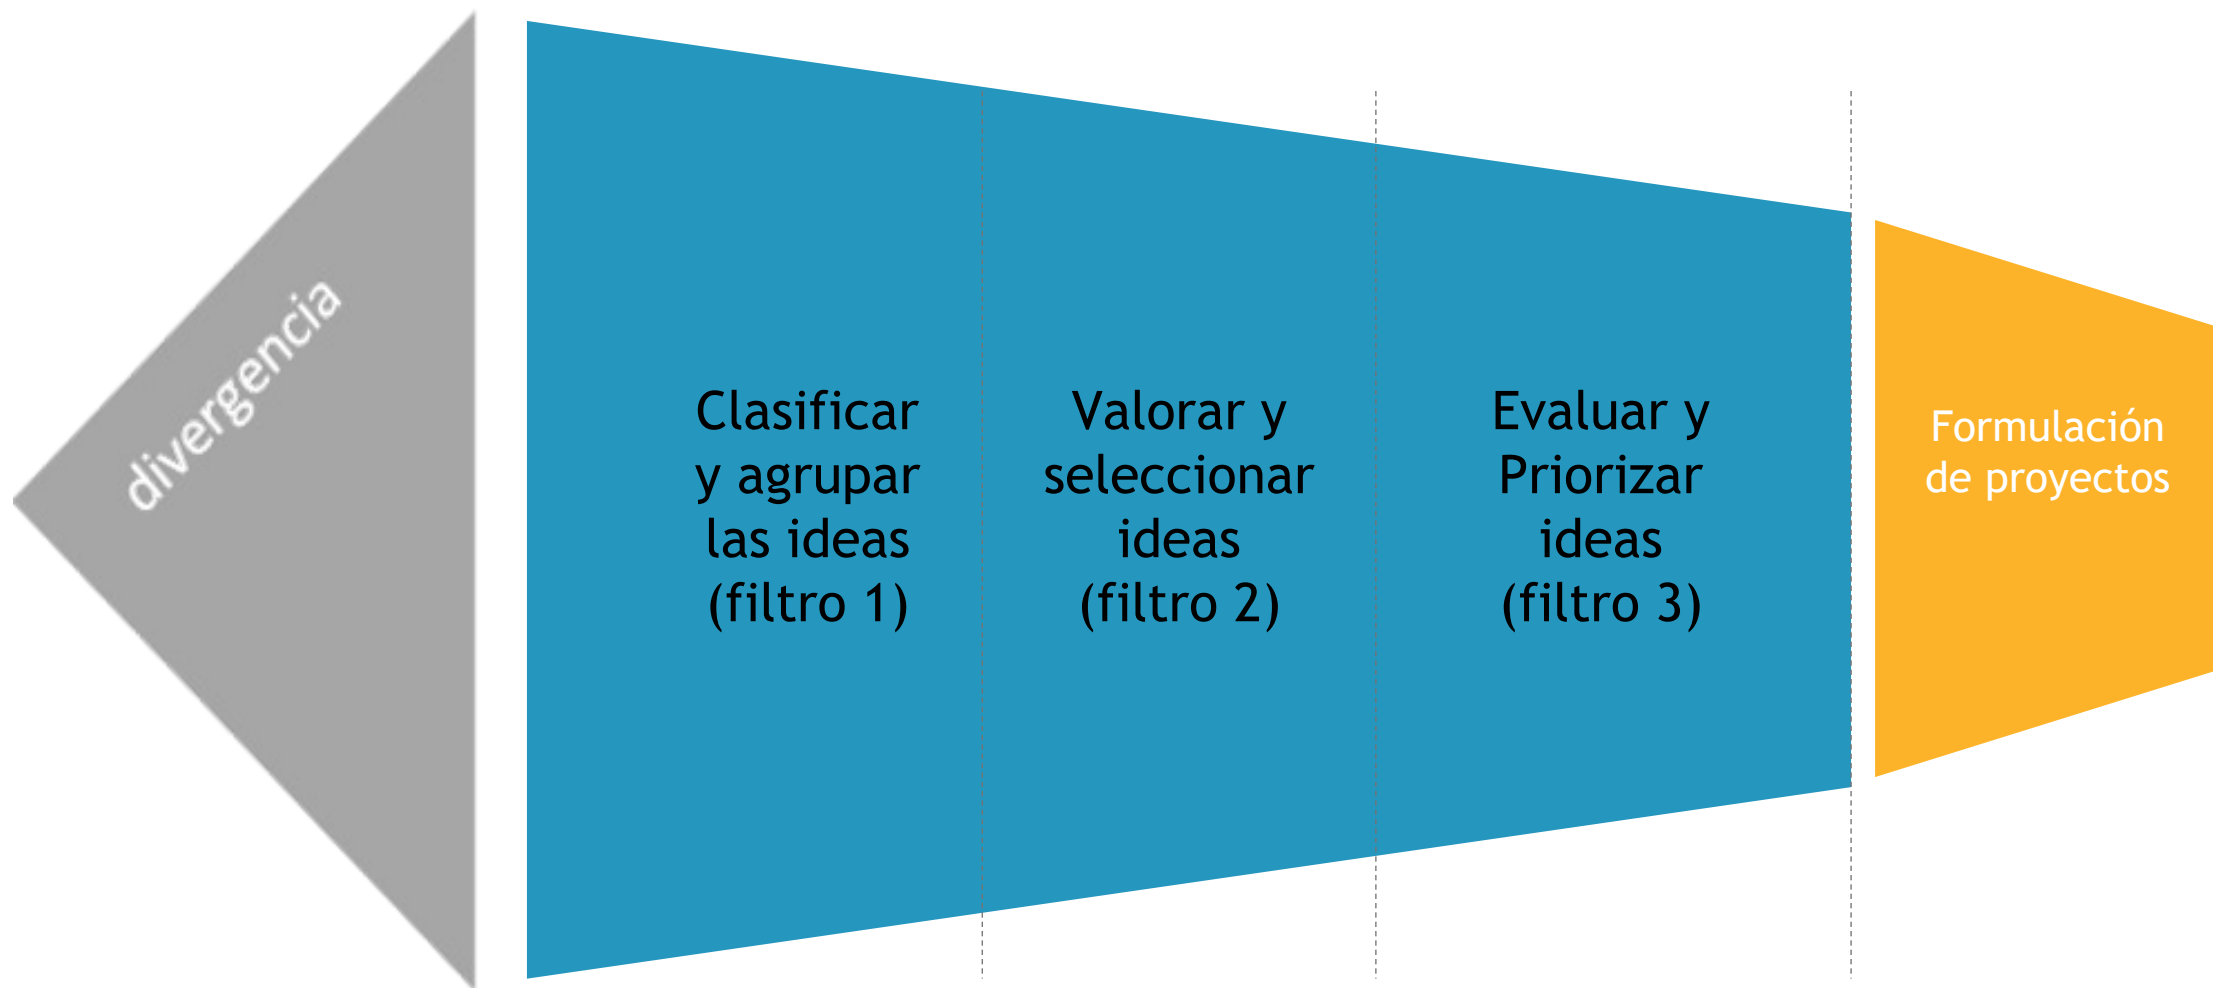 divergencia
Clasificar
y agrupar
las ideas
(filtro 1)
Valorar y
seleccionar
ideas
(filtro 2)
Evaluar y
Priorizar
ideas
(filtro 3)
Formulación
de proyectos